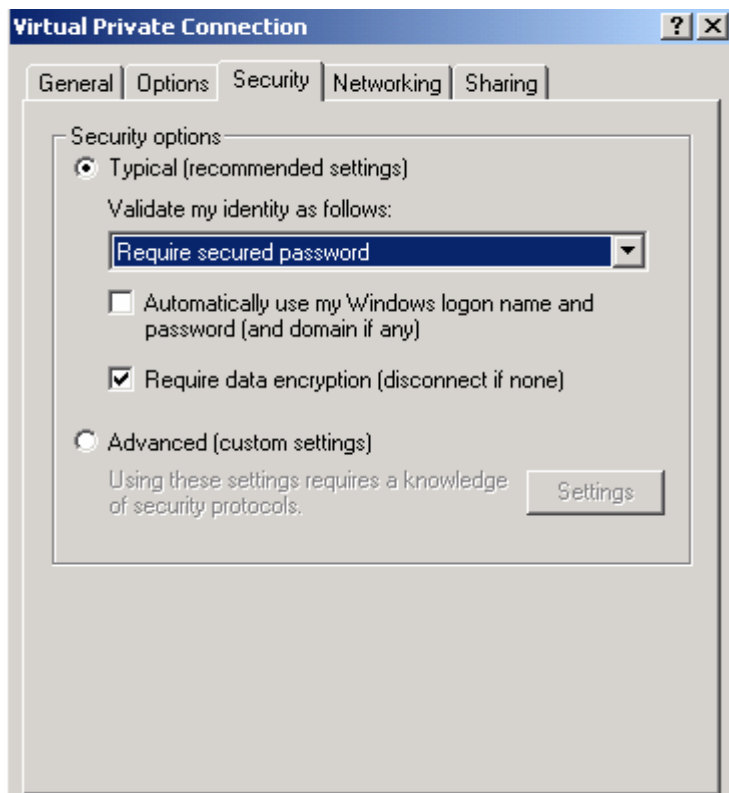 Virtual Private Connection
General Options Security Networking Sharing
Security options
Typical (recommended settings)
Validate my identity as follows:
Require secured password
Automatically use my Windows logon name and
password (and domain if any)
Require data encryption (disconnect if none)
Advanced (custom settings)
Using these settings requires a knowledge
of security protocols.
Settings